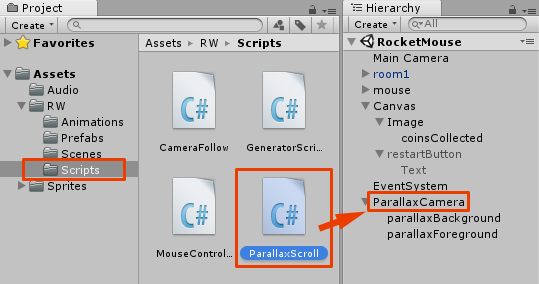 Project
Create
Favorites
Assets
Audio
RW
Animations
Prefabs
Scenes
Scripts
Sprites
Assets RW Scripts
C#
CameraFollow
C#
GeneratorScri...
C#
MouseControl...
C#
ParallaxScroll
Hierarchy
Create All
RocketMouse
Main Camera
room1
mouse
Canvas
Image
coinsCollected
restartButton
Text
EventSystem
ParallaxCamera
parallaxBackground
parallaxForeground